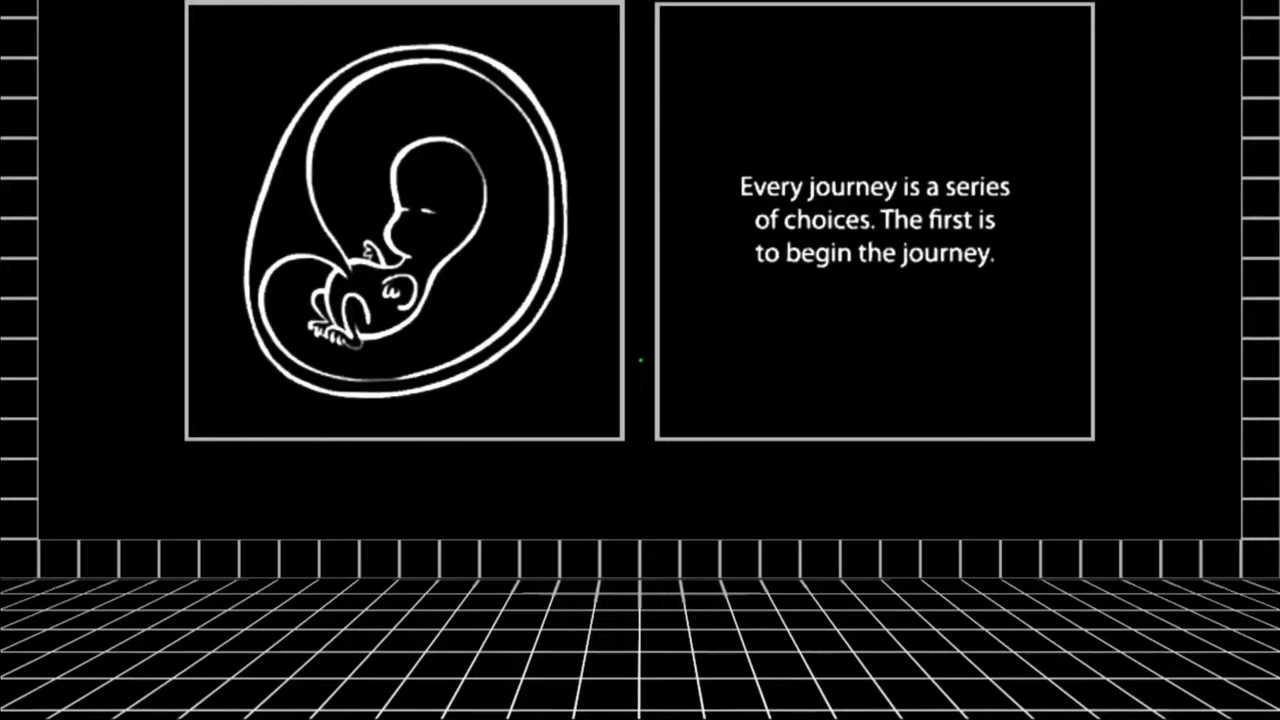 Every journey is a series
of choices. The first is
to begin the journey.